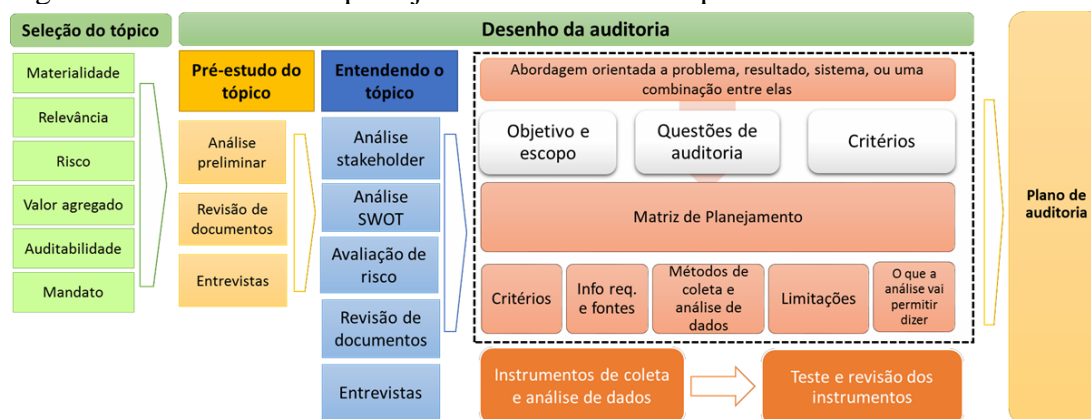 Seleção do tópico
Desenho da auditoria
Materialidade
Relevância
Risco
Valor agregado
Auditabilidade
Mandato
Pré-estudo do
tópico
Análise
preliminar
Revisão de
documentos
Entrevistas
Entendendo o
tópico
Análise
stakeholder
Análise
SWOT
Avaliação de
risco
Revisão de
documentos
Entrevistas
Abordagem orientada a problema, resultado, sistema, ou uma
combinação entre elas
Objetivo e
escopo
Questões de
auditoria
Critérios
Matriz de Planejamento
Critérios
Info req.
e fontes
Métodos de
coleta e
análise de
dados
Limitações
O que a
análise vai
permitir
dizer
Instrumentos de coleta
e análise de dados
Teste e revisão dos
instrumentos
Plano de
auditoria